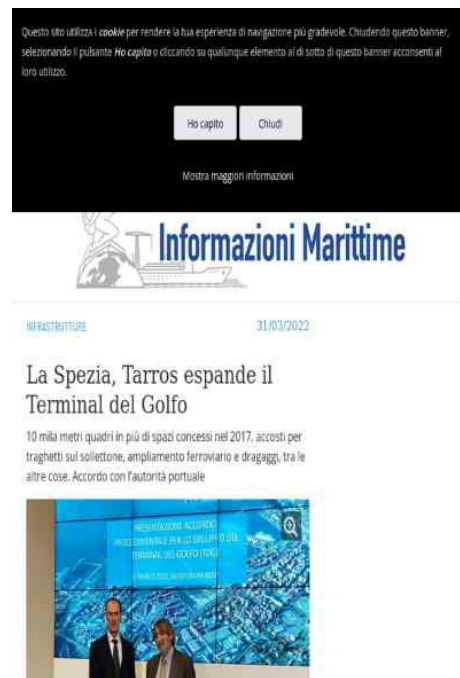 Questo sito utilizza i cookie per rendere la tua esperienza di navigazione più gradevole. Chiudendo questo banner,
selezionando il pulsante Ho capito o cliccando su qualunque elemento al di sotto di questo banner acconsenti al
loro utilizzo.
Ho capito Chiudi
Mostra maggiori informazioni
Informazioni Marittime
INFRASTRUTTURE 31/03/2022
La Spezia, Tarros espande il
Terminal del Golfo
10 mila metri quadri in più di spazi concessi nel 2017, accosti per
traghetti sul sollettone, ampliamento ferroviario e dragaggi, tra le
altre cose. Accordo con l'autorità portuale
PRESENTAZIONE ACCORDO
PROCEDIMENTALE PER LO SVILUPPO DEL
TERMINAL DEL GOLFO (TDG)